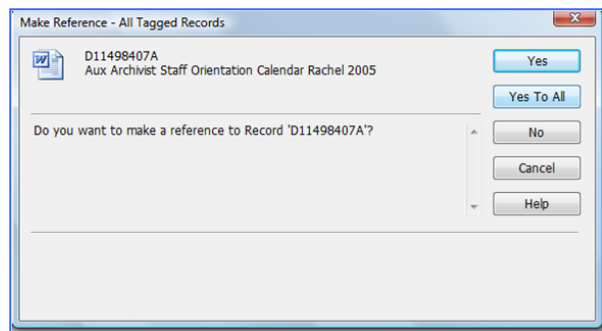 Make Reference - All Tagged Records
D11498407A
Aux Archivist Staff Orientation Calendar Rachel 2005
Yes
Yes To All
Do you want to make a reference to Record 'D11498407A'?
No
Cancel
Help